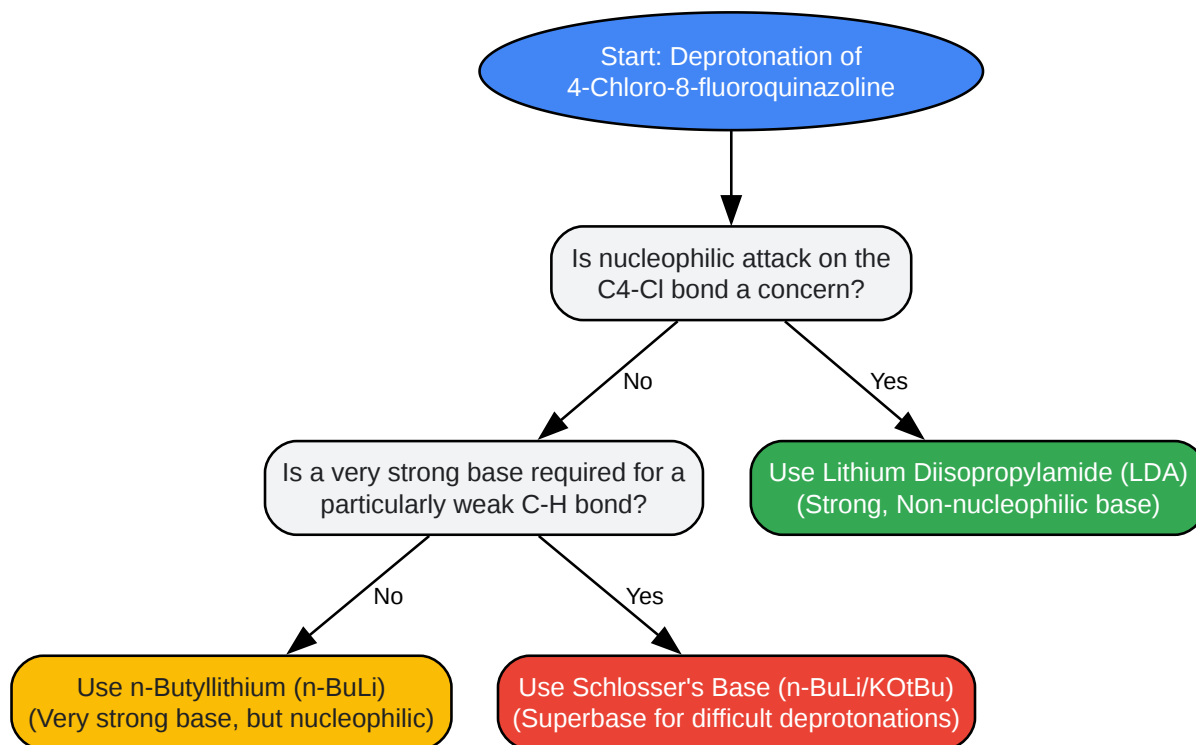 Start: Deprotonation of
4-Chloro-8-fluoroquinazoline
Is nucleophilic attack on the
C4-Cl bond a concern?
No
Yes
Is a very strong base required for a
particularly weak C-H bond?
Use Lithium Diisopropylamide (LDA)
(Strong, Non-nucleophilic base)
No
Yes
Use n-Butyllithium (n-BuLi)
(Very strong base, but nucleophilic)
Use Schlosser's Base (n-BuLi/KOtBu)
(Superbase for difficult deprotonations)